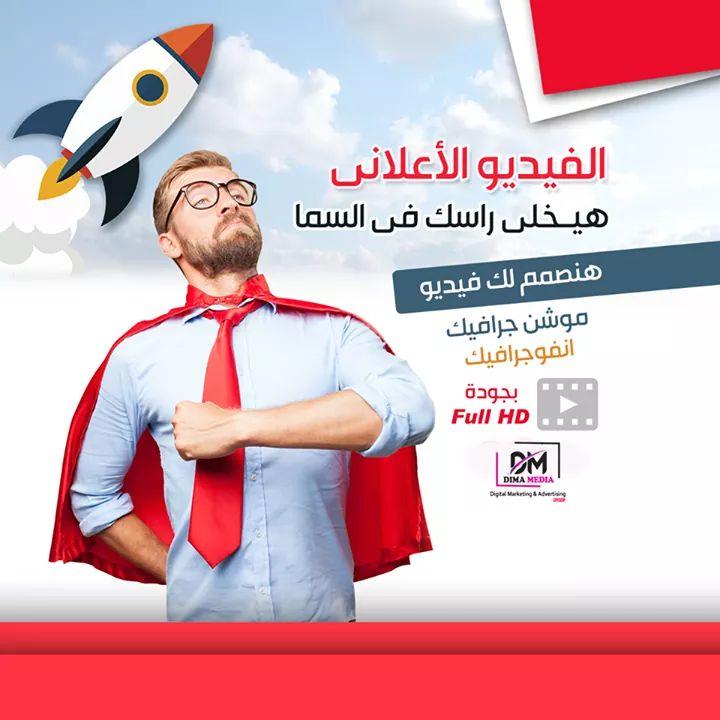 الفيديو الأعلانى
هيخلى راسك فى السما
هنصمم لك فيديو
موشن جرافيك
انفوجرافيك
بجودة
Full HD
DM
DIMA MEDIA
Digital Marketing & Advertising